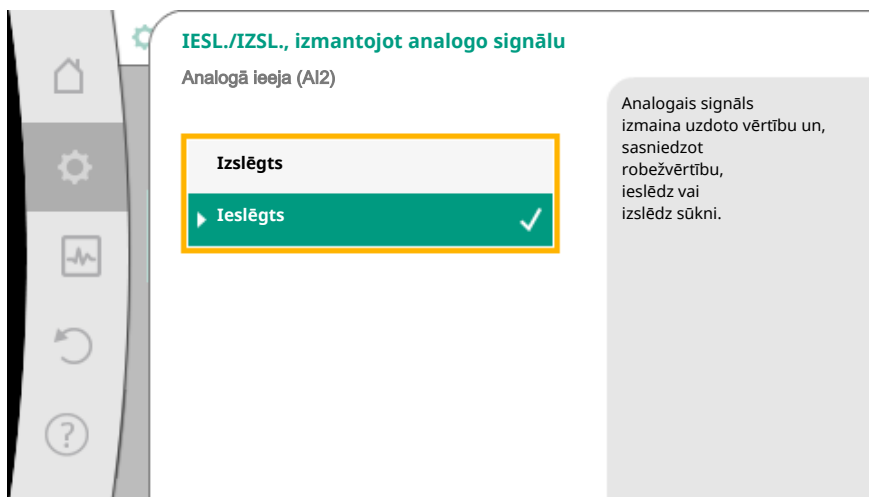 IESL./IZSL., izmantojot analogo signālu
Analogā ieeja (AI2)
Izslēgts
Ieslēgts
Analogais signāls
izmaina uzdoto vērtību un,
sasniedzot
robežvērtību,
ieslēdz vai
izslēdz sūkni.